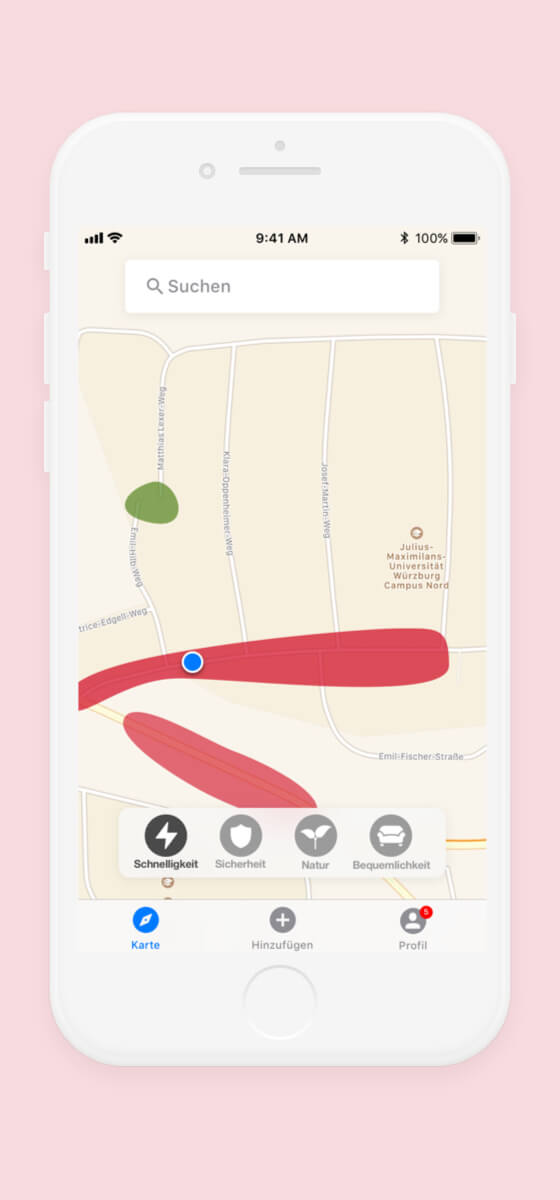 9:41 AM
100%
Suchen
Matthias-Lexer-Weg
Klara-Oppenheimer-Weg
Josef-Martin-Weg
Emil-Hilb-Weg
Julius-
Maximilans-
Universität
Würzburg
Campus Nord
trice-Edgell-Weg
Emil-Fischer-Straße
Schnelligkeit
Sicherheit
Natur
Bequemlichkeit
5
Karte
Hinzufügen
Profil